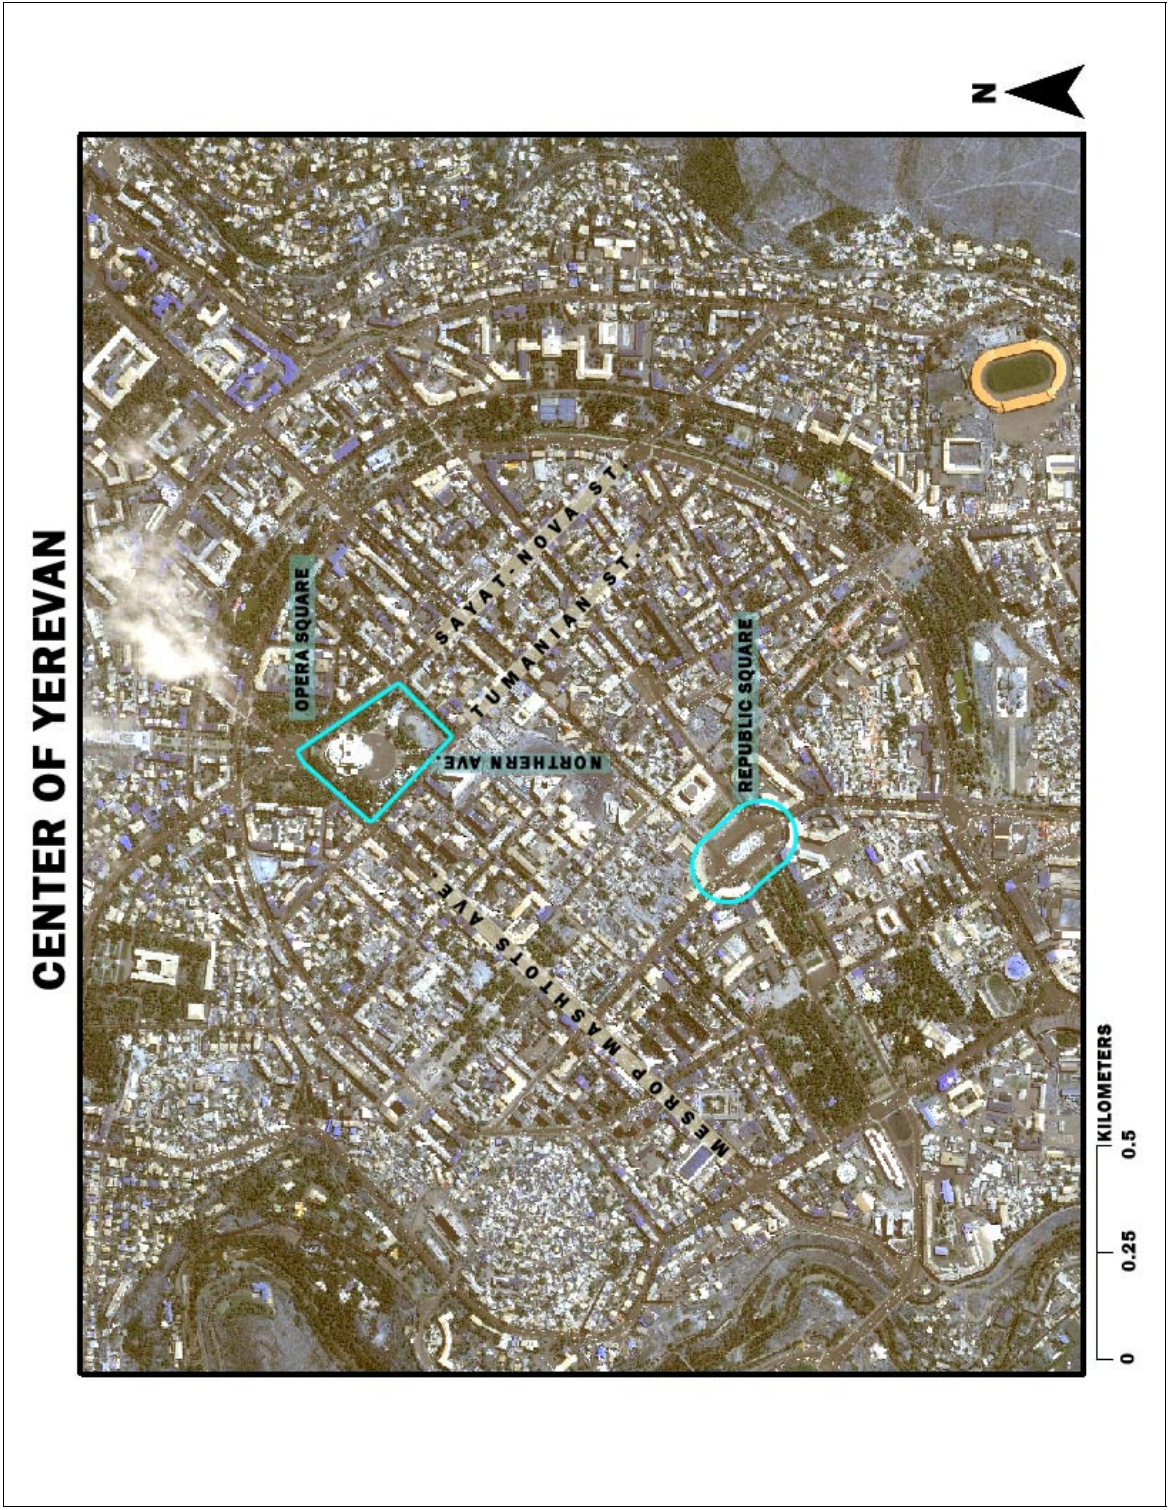 CENTER OF YEREVAN
N
OPERA SQUARE
SAYAT-NOVA ST.
TUMANIAN ST.
NORTHERN AVE.
MESROP MASHTOTS AVE.
REPUBLIC SQUARE
KILOMETERS
0 0.25 0.5